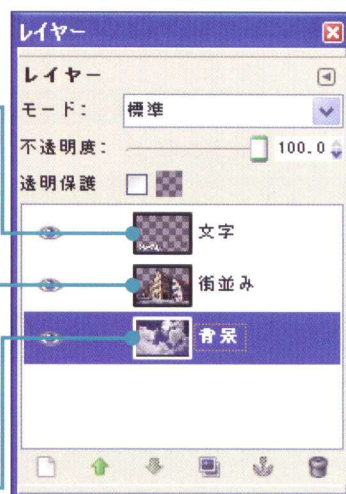 レイヤー
レイヤー
モード: 標準
不透明度: 100.0
透明保護
文字
街並み
背景